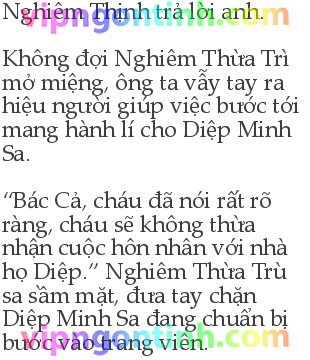 Nghiêm Thịnh trả lời anh.
vipngontinh.com
Không đợi Nghiêm Thừa Trì
mở miệng, ông ta vẫy tay ra
hiệu người giúp việc bước tới
mang hành lí cho Diệp Minh
Sa.
“Bác Cả, cháu đã nói rất rõ
ràng, cháu sẽ không thừa
nhận cuộc hôn nhân với nhà
họ Diệp.” Nghiêm Thừa Trù
sa sầm mặt, đưa tay chặn
Diệp Minh Sa đang chuẩn bị
bước vào trang viên.
vipngontinh.com